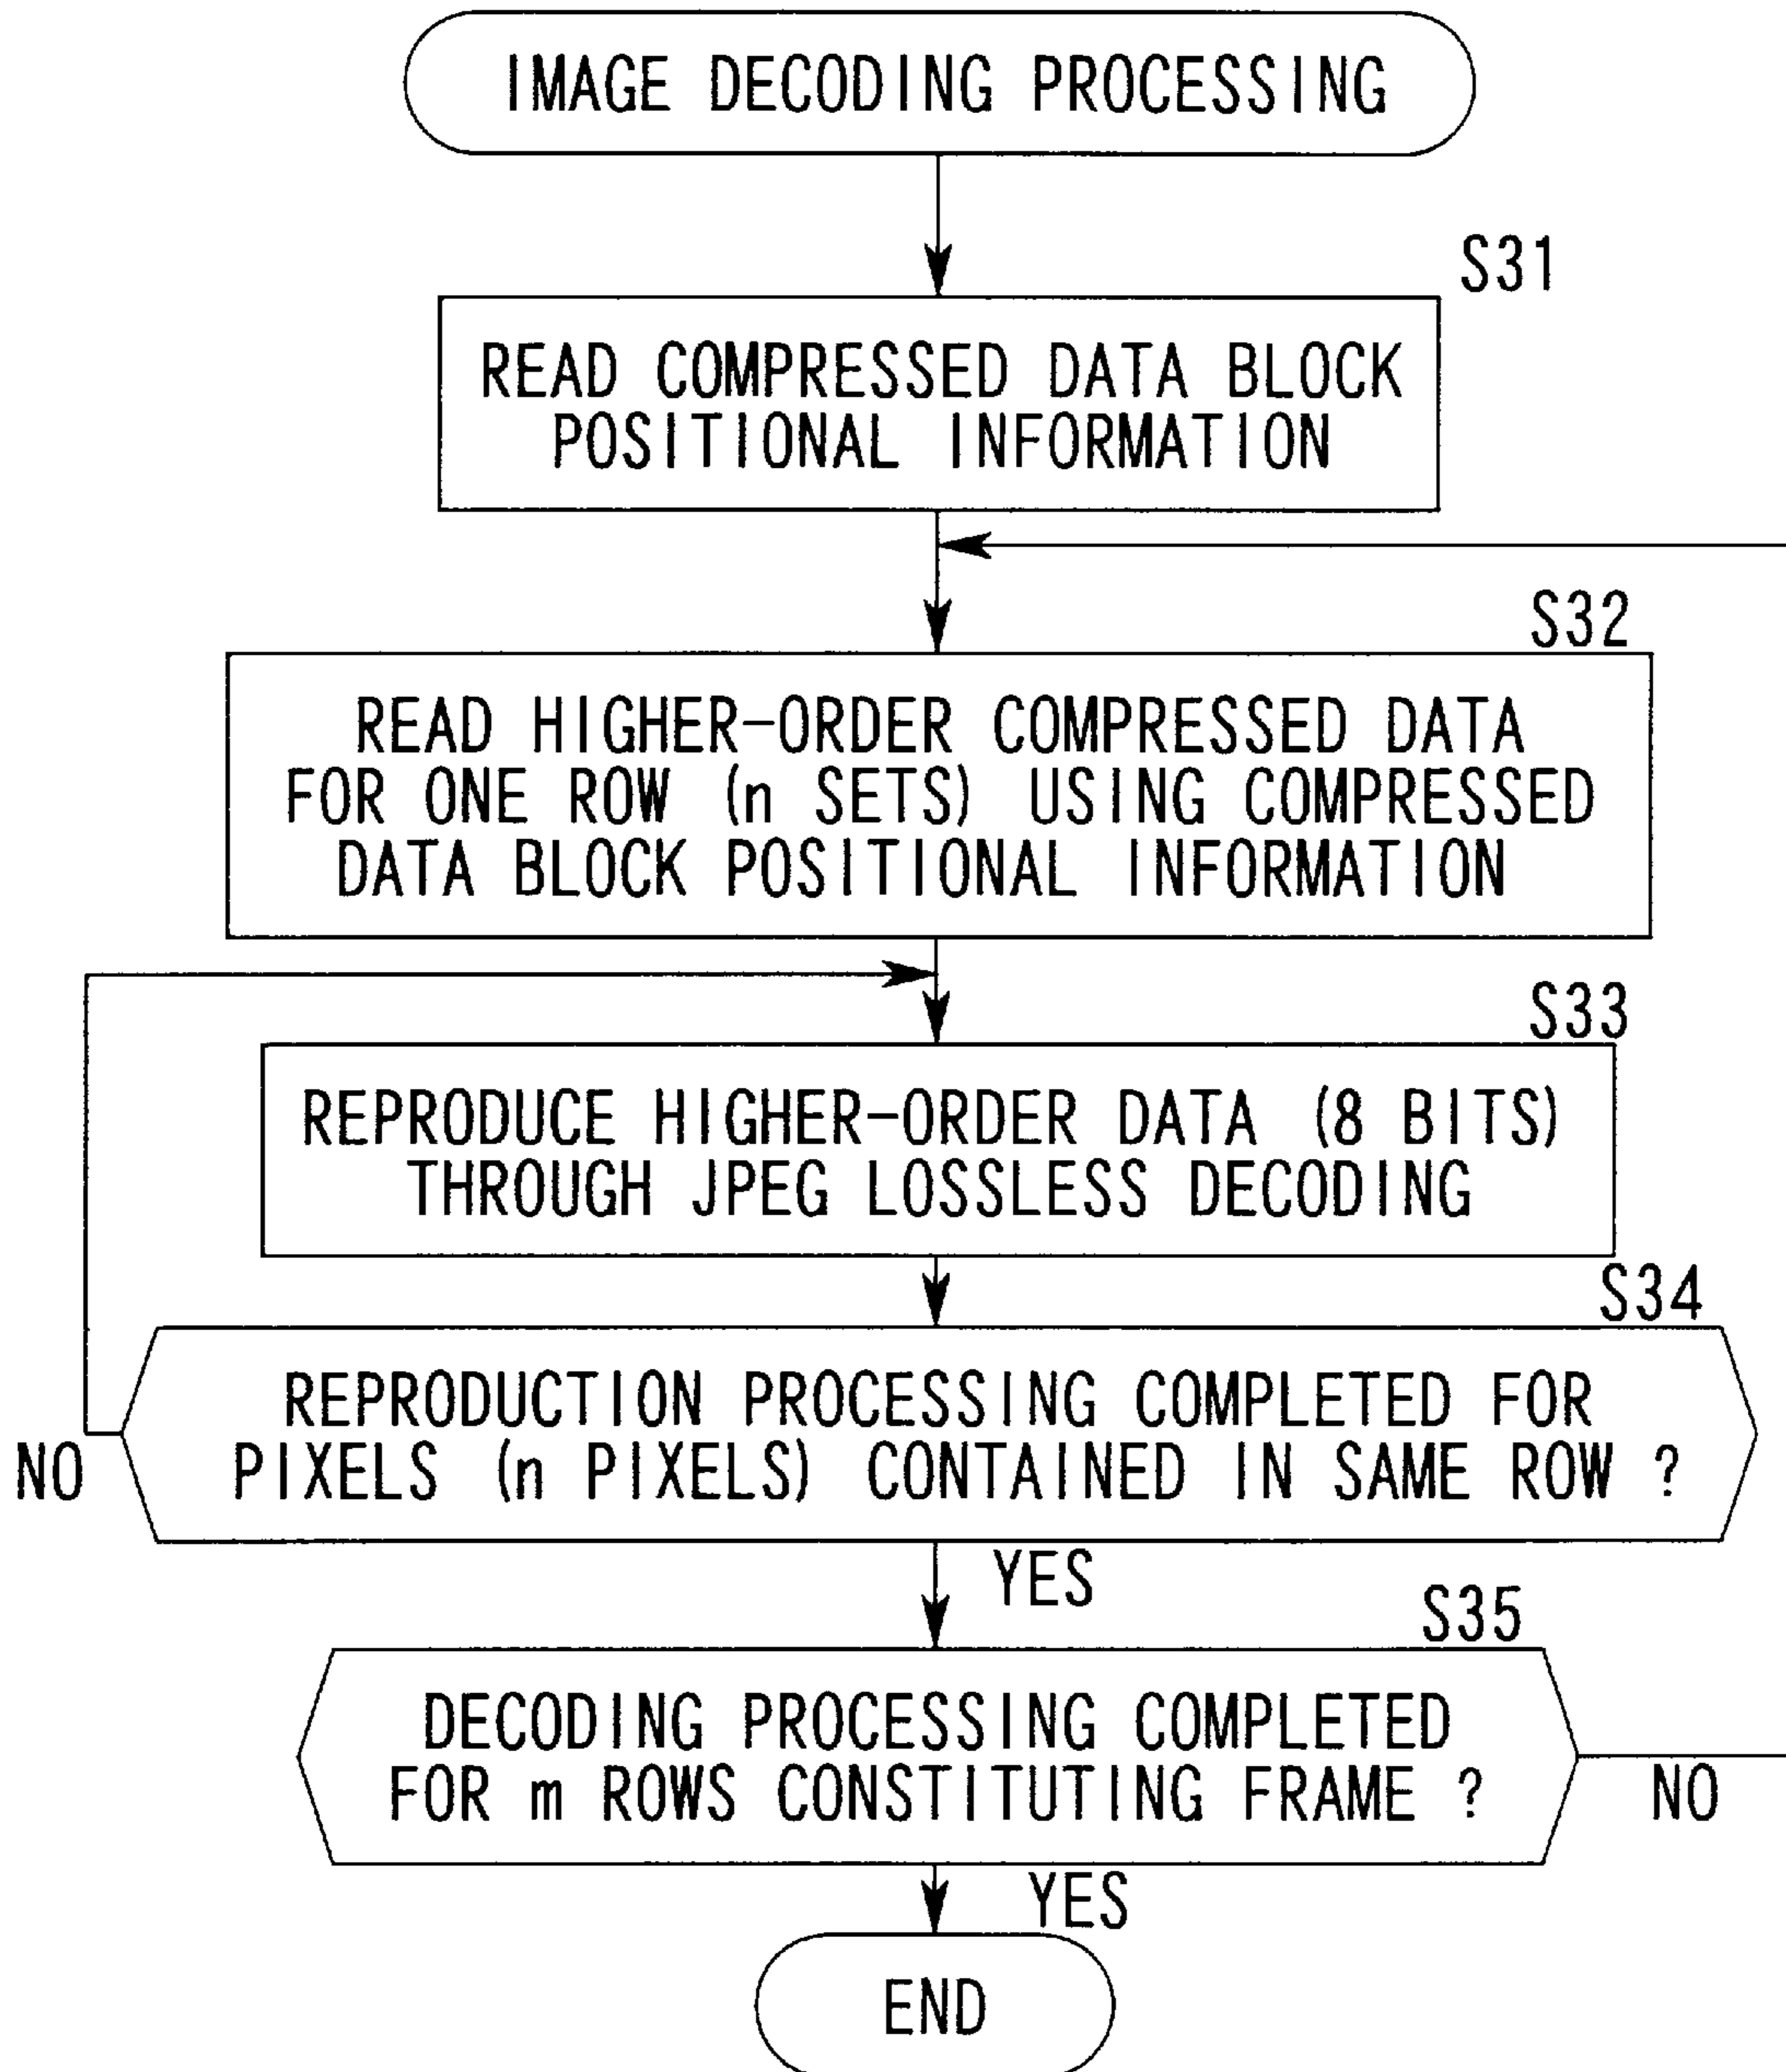 IMAGE DECODING PROCESSING
S31
READ COMPRESSED DATA BLOCK
POSITIONAL INFORMATION
S32
READ HIGHER-ORDER COMPRESSED DATA
FOR ONE ROW (n SETS) USING COMPRESSED
DATA BLOCK POSITIONAL INFORMATION
S33
REPRODUCE HIGHER-ORDER DATA (8 BITS)
THROUGH JPEG LOSSLESS DECODING
S34
REPRODUCTION PROCESSING COMPLETED FOR
PIXELS (n PIXELS) CONTAINED IN SAME ROW ?
NO
YES
S35
DECODING PROCESSING COMPLETED
FOR m ROWS CONSTITUTING FRAME ?
NO
YES
END